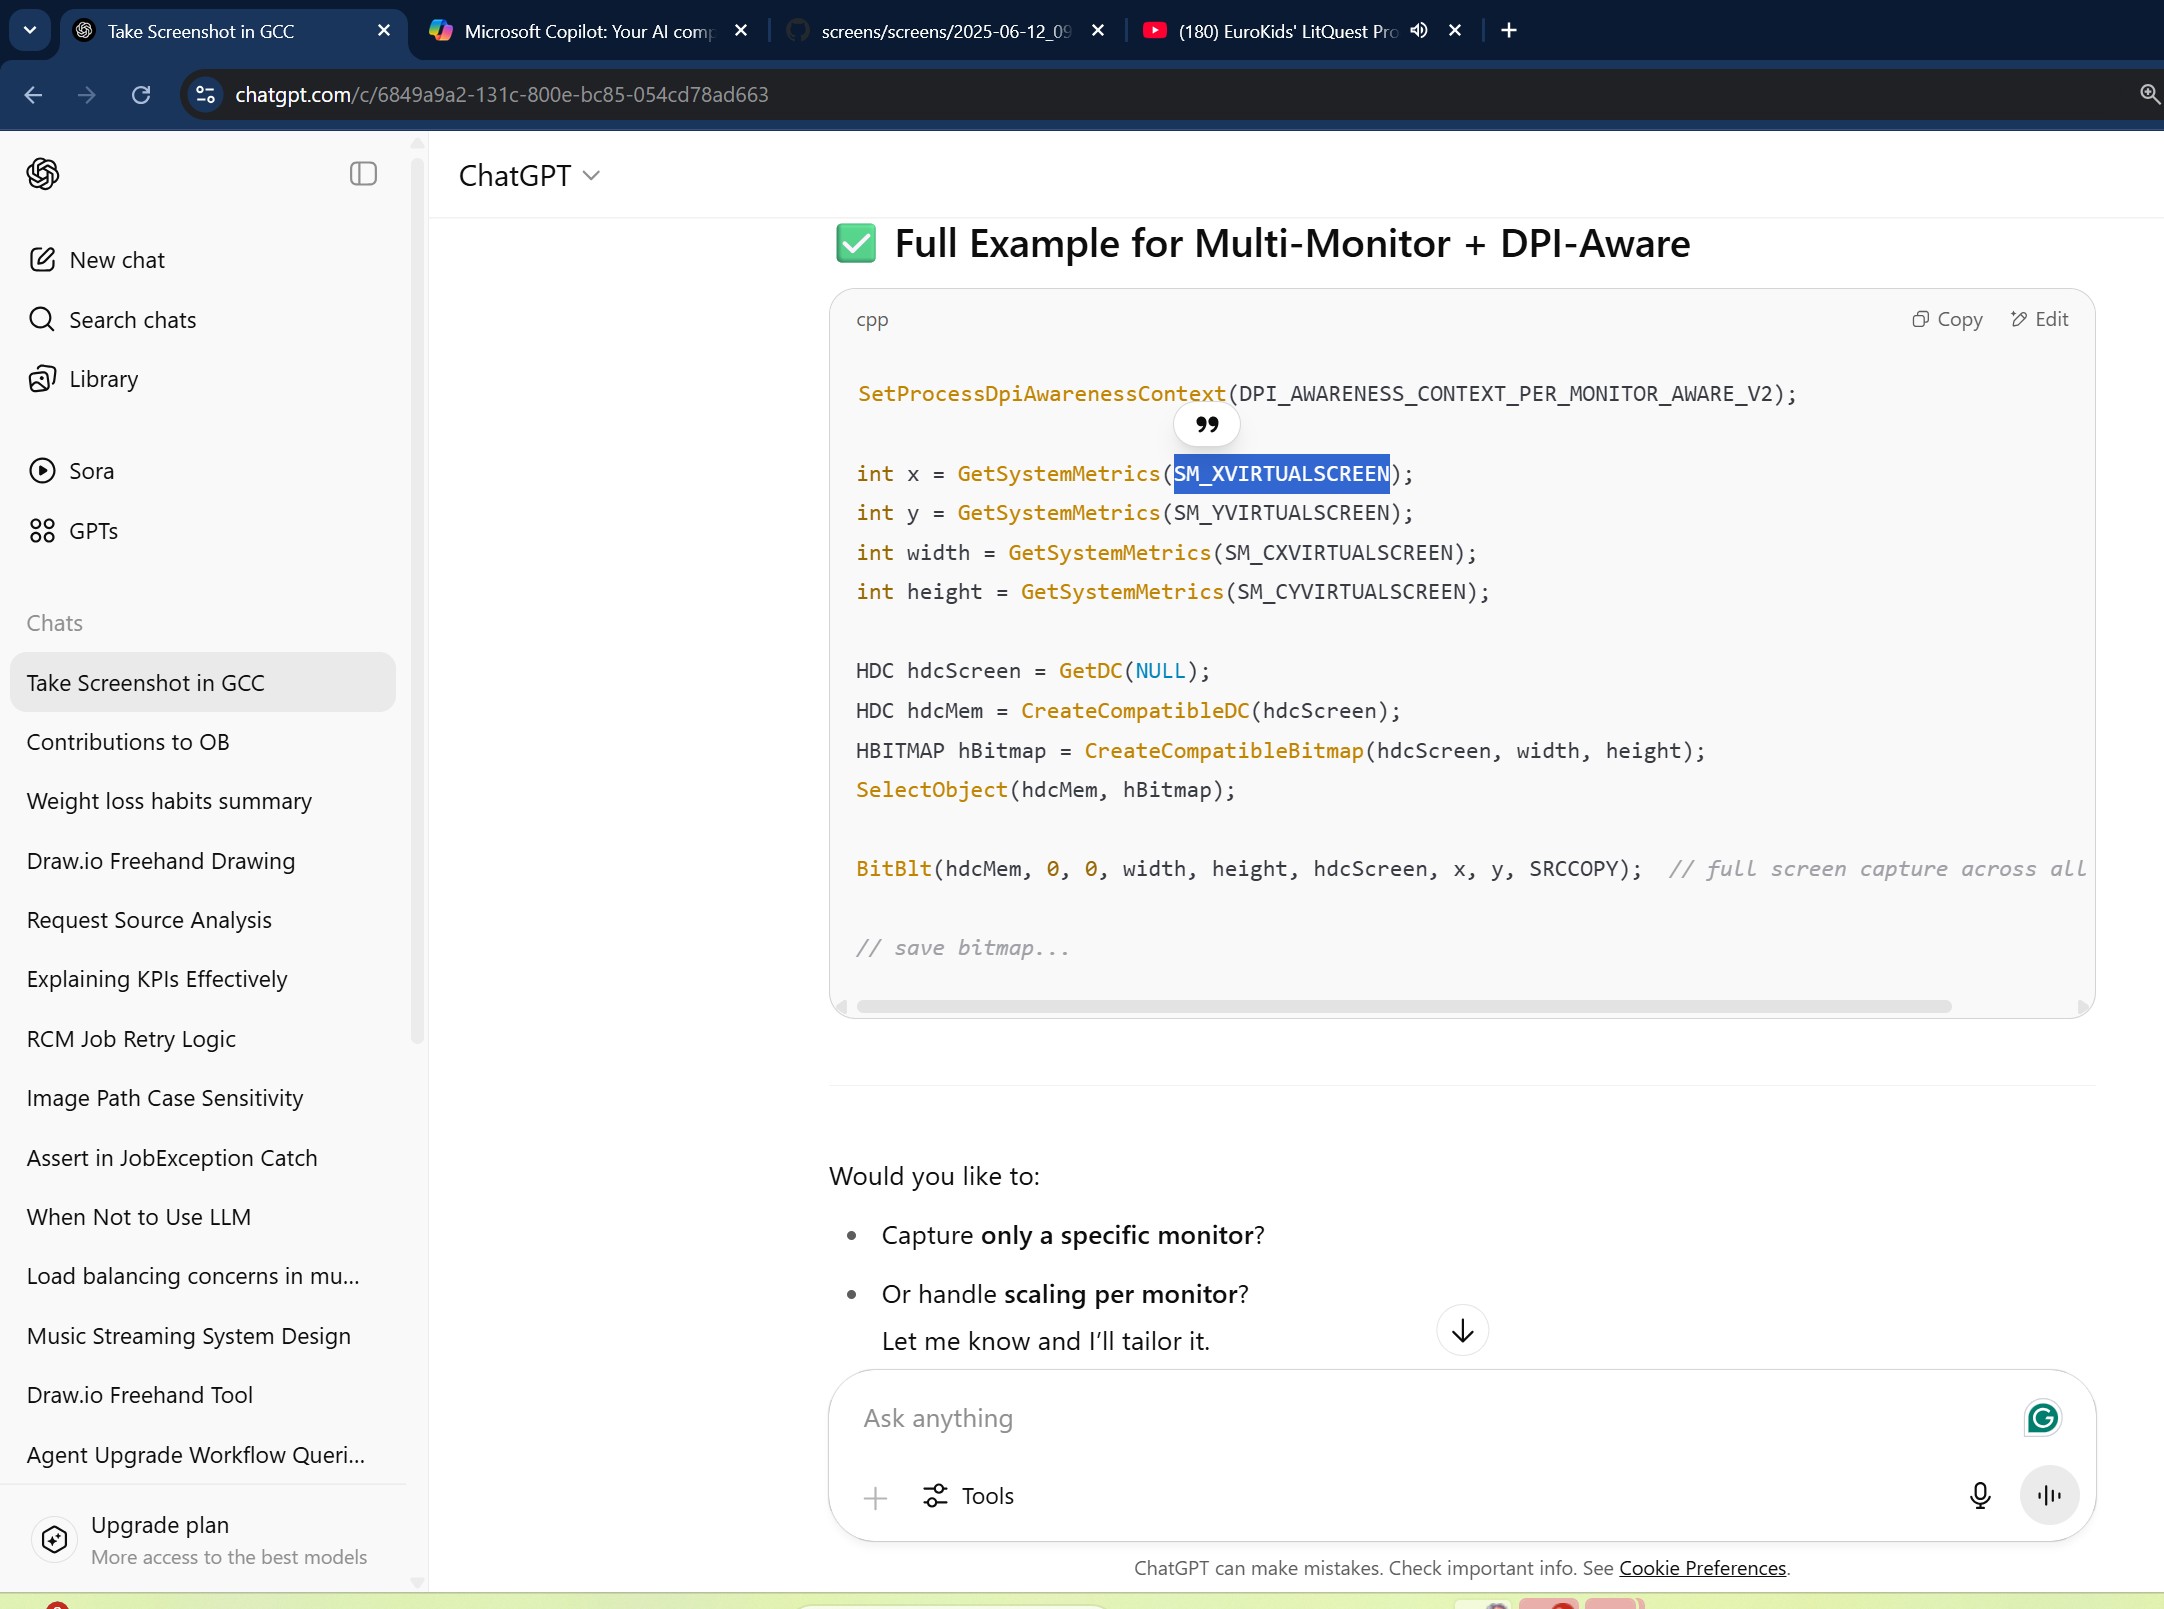 Take Screenshot in GCC
Microsoft Copilot: Your AI comp
screens/screens/2025-06-12_09
(180) EuroKids' LitQuest Pro
chatgpt.com/c/6849a9a2-131c-800e-bc85-054cd78ad663
New chat
Search chats
Library
Sora
GPTs
Chats
Take Screenshot in GCC
Contributions to OB
Weight loss habits summary
Draw.io Freehand Drawing
Request Source Analysis
Explaining KPIs Effectively
RCM Job Retry Logic
Image Path Case Sensitivity
Assert in JobException Catch
When Not to Use LLM
Load balancing concerns in mu...
Music Streaming System Design
Draw.io Freehand Tool
Agent Upgrade Workflow Queri...
Upgrade plan
More access to the best models
ChatGPT
✅ Full Example for Multi-Monitor + DPI-Aware
cpp
Copy
Edit
SetProcessDpiAwarenessContext(DPI_AWARENESS_CONTEXT_PER_MONITOR_AWARE_V2);
int x = GetSystemMetrics(SM_XVIRTUALSCREEN);
int y = GetSystemMetrics(SM_YVIRTUALSCREEN);
int width = GetSystemMetrics(SM_CXVIRTUALSCREEN);
int height = GetSystemMetrics(SM_CYVIRTUALSCREEN);
HDC hdcScreen = GetDC(NULL);
HDC hdcMem = CreateCompatibleDC(hdcScreen);
HBITMAP hBitmap = CreateCompatibleBitmap(hdcScreen, width, height);
SelectObject(hdcMem, hBitmap);
BitBlt(hdcMem, 0, 0, width, height, hdcScreen, x, y, SRCCOPY);  // full screen capture across all
// save bitmap...
Would you like to:
• Capture only a specific monitor?
• Or handle scaling per monitor?
Let me know and I'll tailor it.
Ask anything
Tools
ChatGPT can make mistakes. Check important info. See Cookie Preferences.